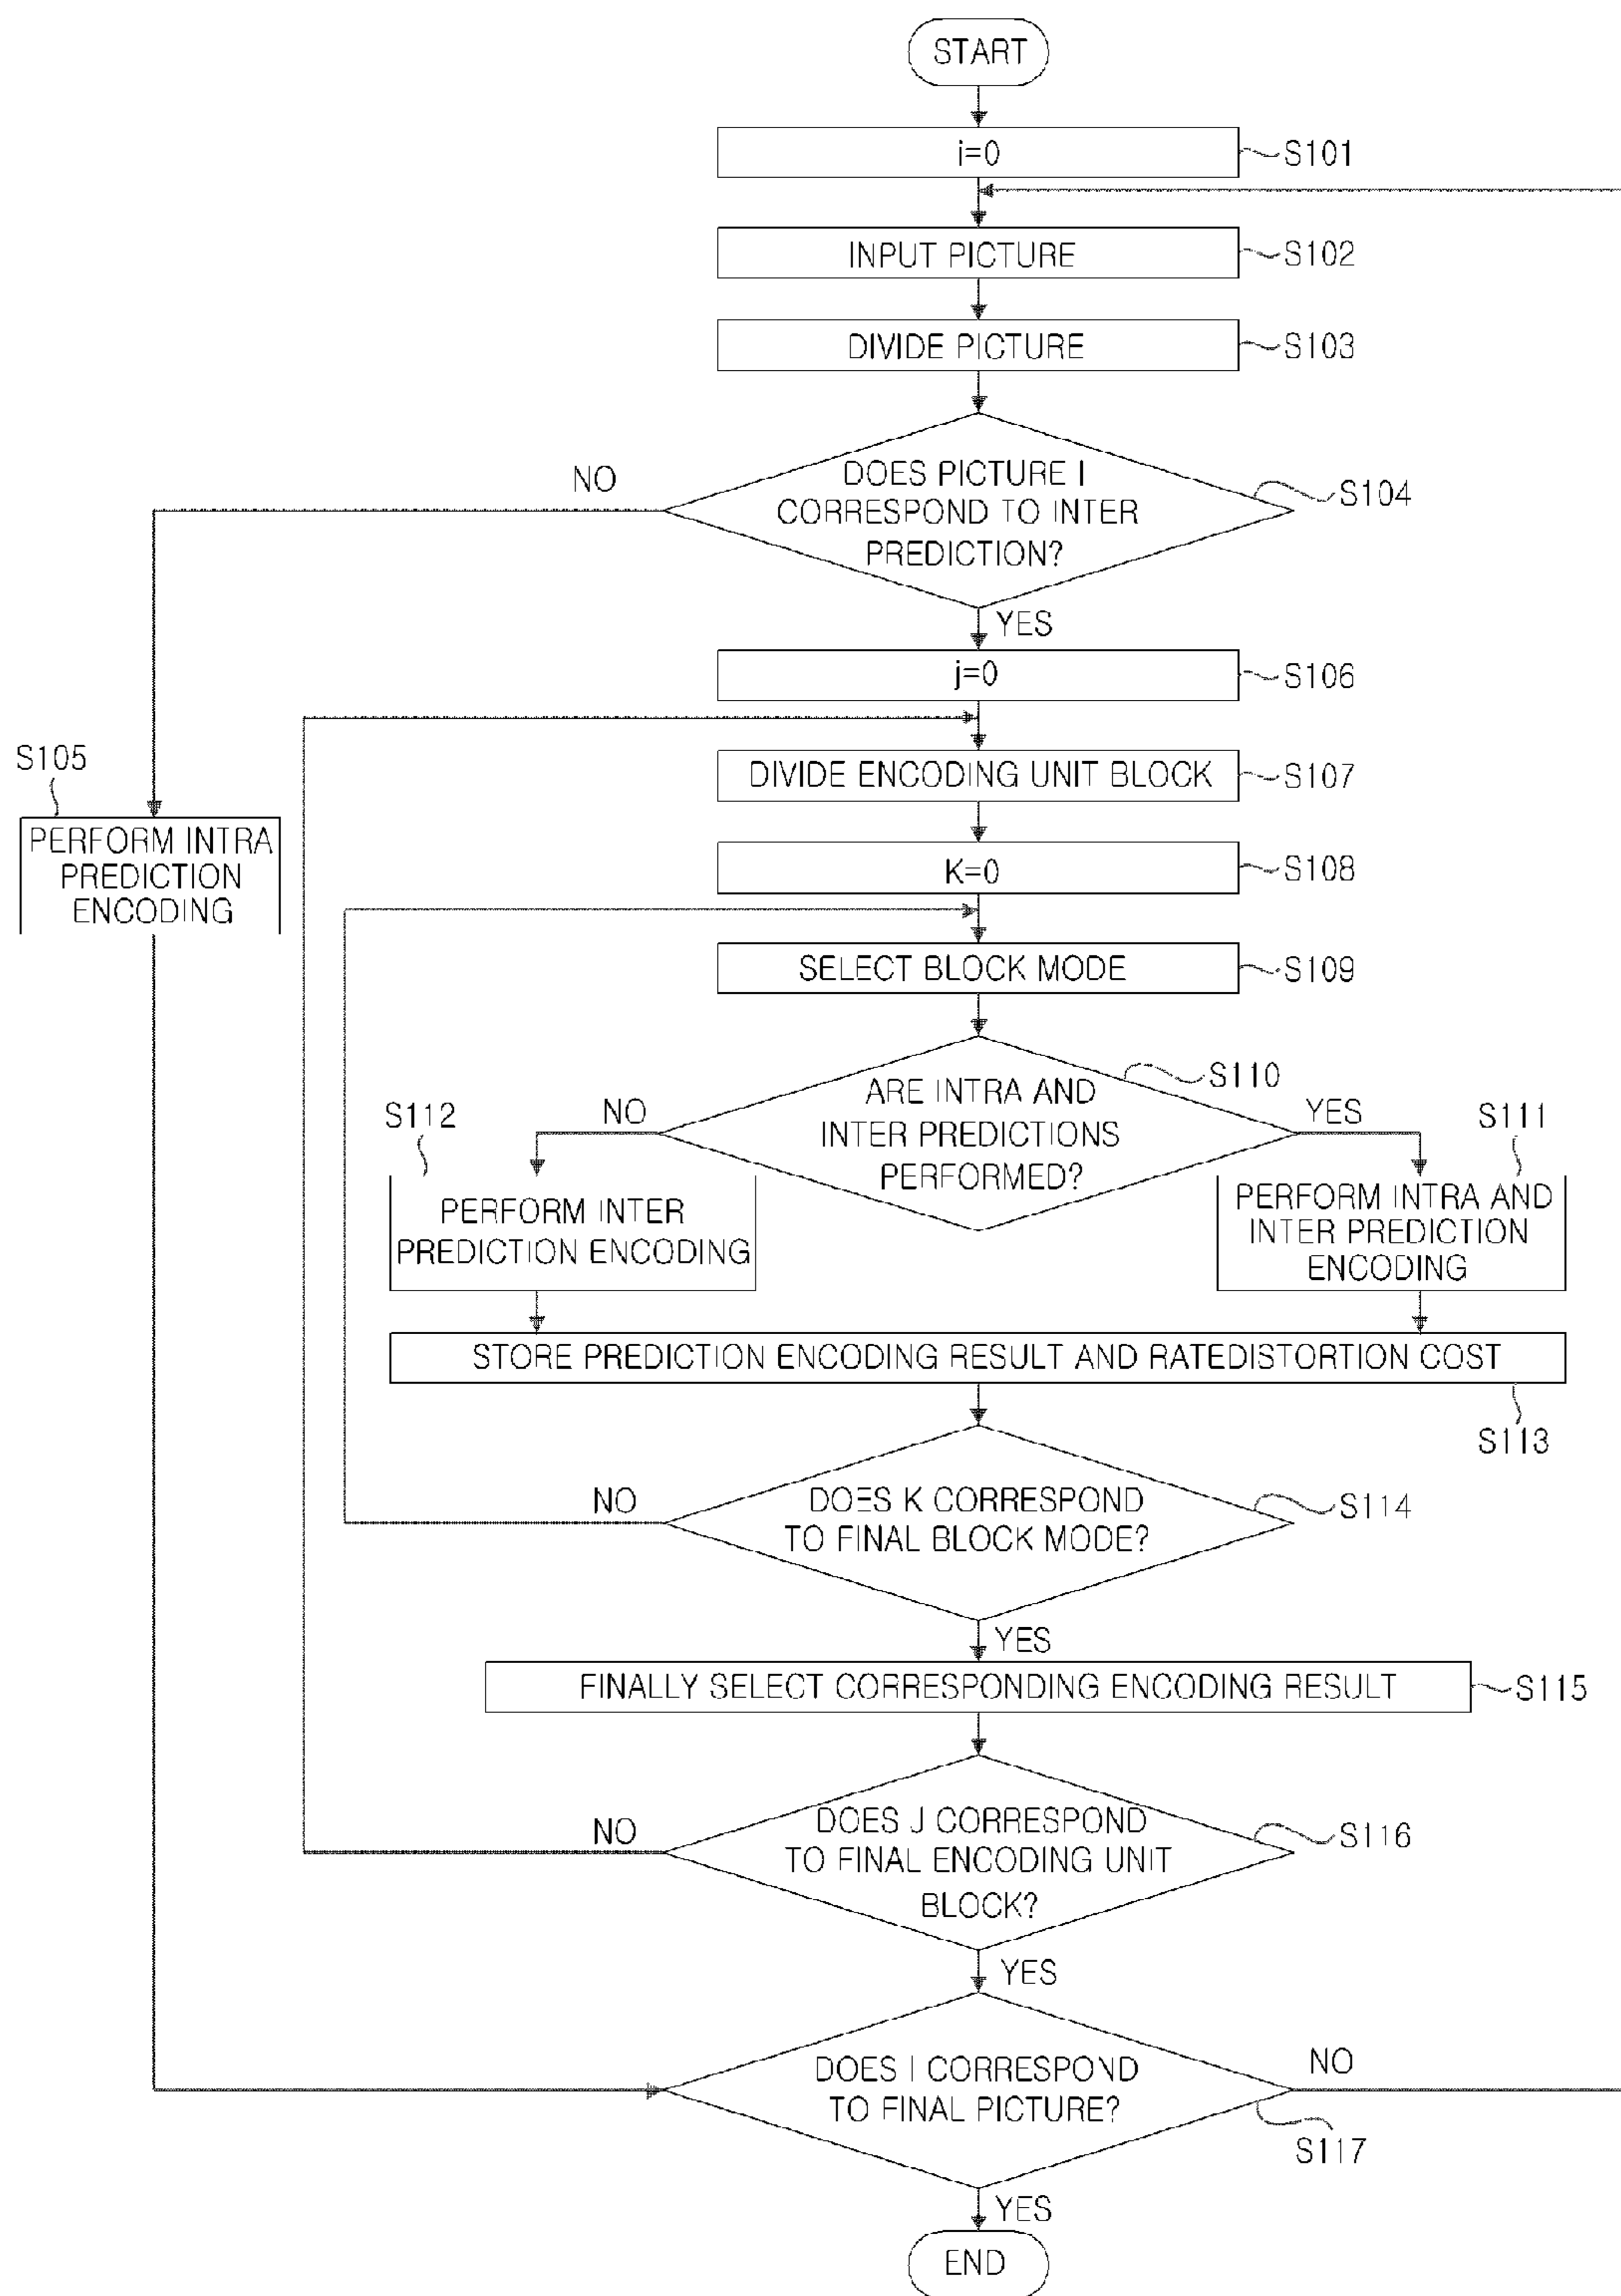 START
i=0
S101
INPUT PICTURE
S102
DIVIDE PICTURE
S103
DOES PICTURE I
CORRESPOND TO INTER
PREDICTION?
S104
NO
YES
j=0
S106
S105
PERFORM INTRA
PREDICTION
ENCODING
DIVIDE ENCODING UNIT BLOCK
S107
K=0
S108
SELECT BLOCK MODE
S109
ARE INTRA AND
INTER PREDICTIONS
PERFORMED?
S110
NO
YES
S112
PERFORM INTER
PREDICTION ENCODING
S111
PERFORM INTRA AND
INTER PREDICTION
ENCODING
STORE PREDICTION ENCODING RESULT AND RATEDISTORTION COST
S113
DOES K CORRESPOND
TO FINAL BLOCK MODE?
S114
NO
YES
FINALLY SELECT CORRESPONDING ENCODING RESULT
S115
DOES J CORRESPOND
TO FINAL ENCODING UNIT
BLOCK?
S116
NO
YES
DOES I CORRESPOND
TO FINAL PICTURE?
NO
S117
YES
END